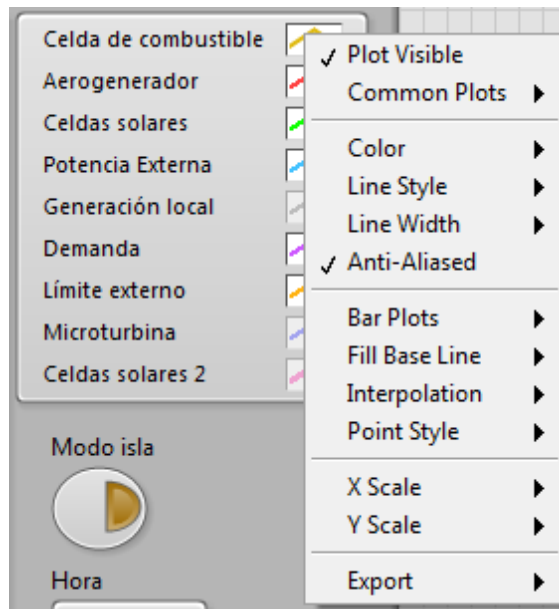 Celda de combustible
Aerogenerador
Celdas solares
Potencia Externa
Generación local
Demanda
Límite externo
Microturbina
Celdas solares 2
Modo isla
Hora
Plot Visible
Common Plots
Color
Line Style
Line Width
Anti-Aliased
Bar Plots
Fill Base Line
Interpolation
Point Style
X Scale
Y Scale
Export